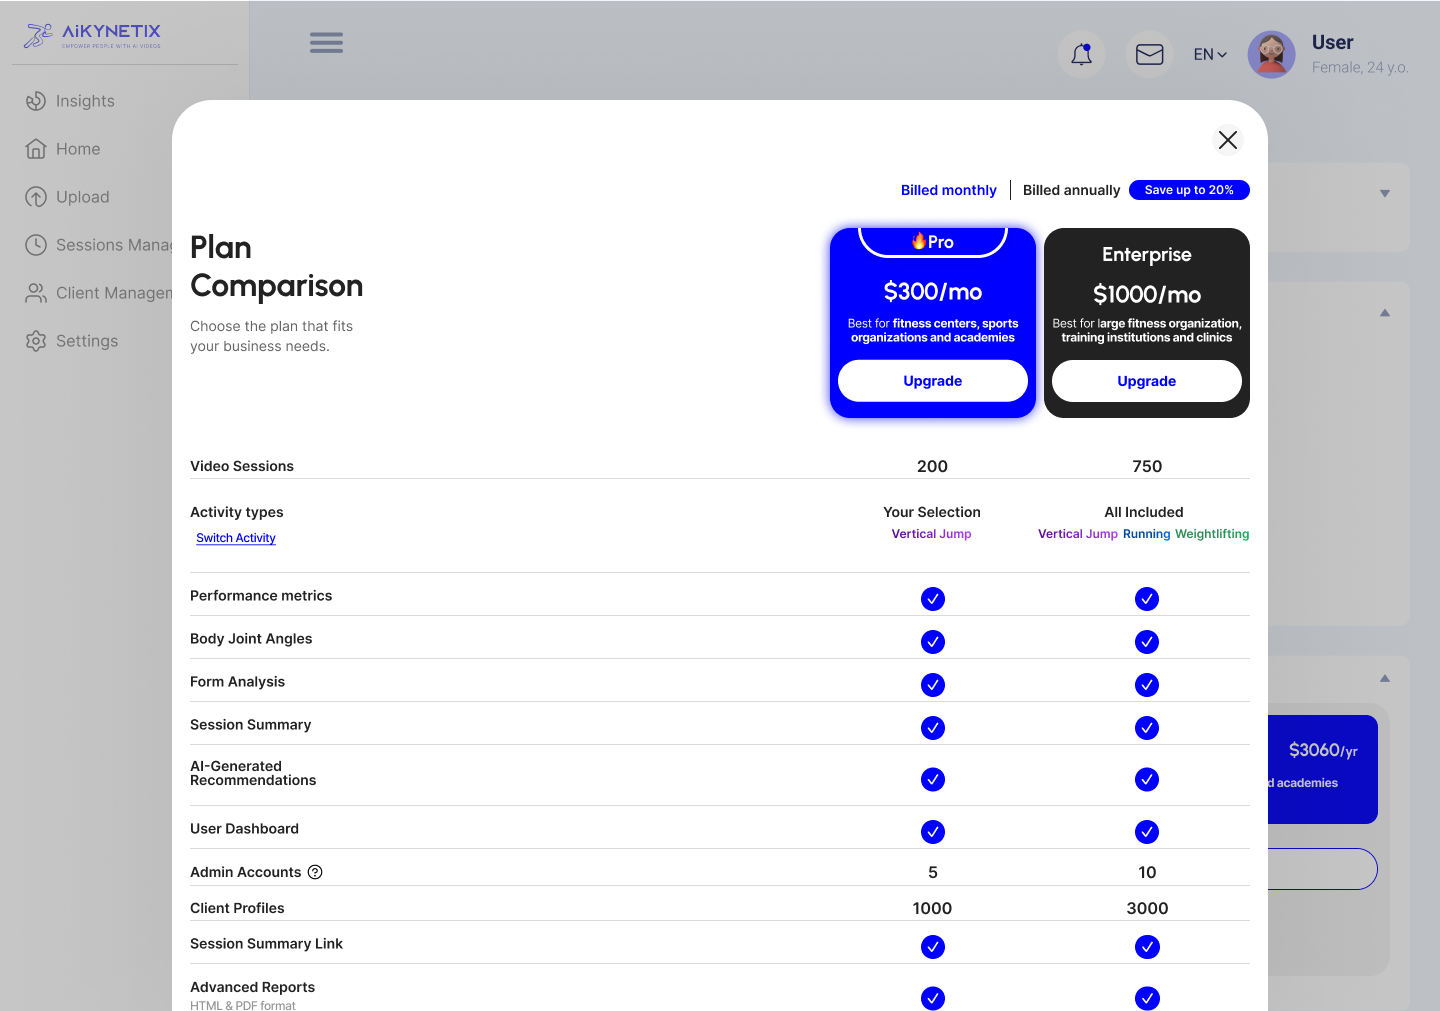 AiKYNETIX
EMPOWER PEOPLE WITH AI VIDEOS
EN
User
Female, 24 y.o.
Insights
Home
Upload
Sessions Manag
Client Managem
Settings
Billed monthly
Billed annually
Save up to 20%
Plan
Comparison
Choose the plan that fits
your business needs.
🔥Pro
$300/mo
Best for fitness centers, sports
organizations and academies
Upgrade
Enterprise
$1000/mo
Best for large fitness organization,
training institutions and clinics
Upgrade
Video Sessions
200
750
Activity types
Switch Activity
Your Selection
Vertical Jump
All Included
Vertical Jump Running Weightlifting
Performance metrics
Body Joint Angles
Form Analysis
Session Summary
AI-Generated
Recommendations
User Dashboard
Admin Accounts ?
5
10
Client Profiles
1000
3000
Session Summary Link
Advanced Reports
HTML & PDF format
$3060/yr
d academies